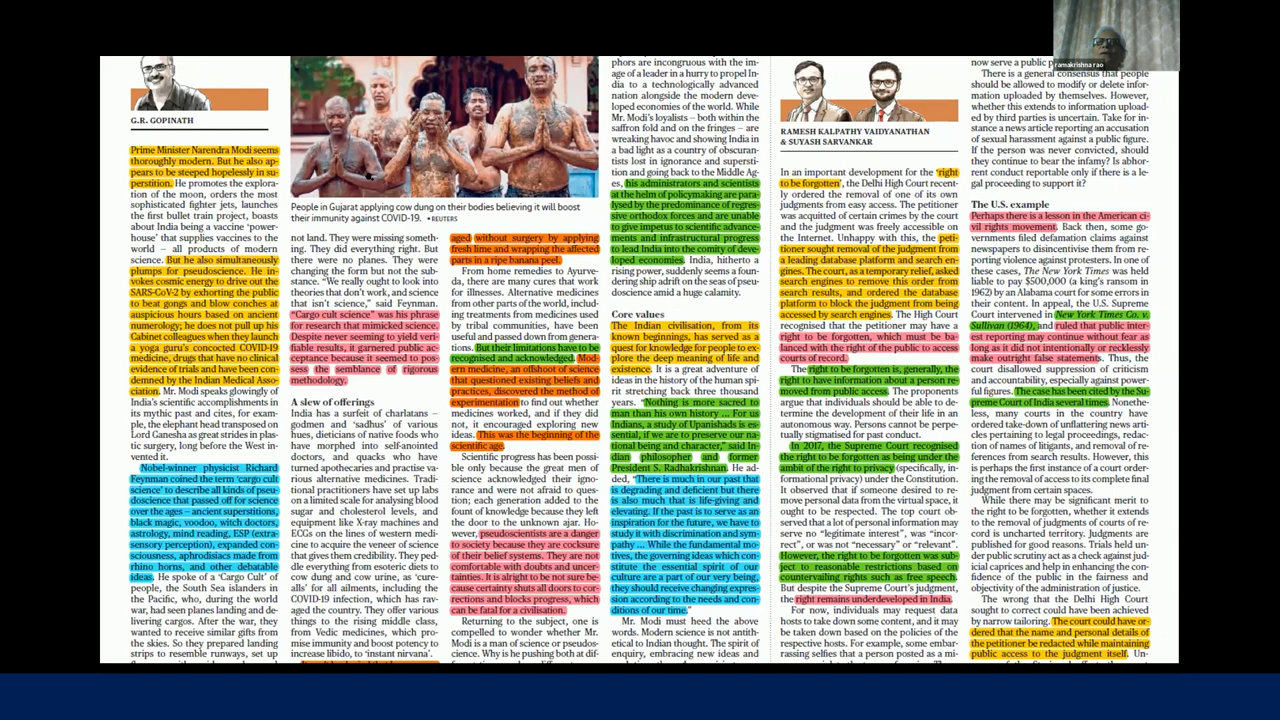 ramakrishna rao
G.R. GOPINATH
Prime Minister Narendra Modi seems
thoroughly modern. But he also ap-
pears to be steeped hopelessly in su-
perstition. He promotes the explora-
tion of the moon, orders the most
sophisticated fighter jets, launches
the first bullet train project, boasts
about India being a vaccine 'power-
house' that supplies vaccines to the
world – all products of modern
science. But he also simultaneously
plumps for pseudoscience. He in-
vokes cosmic energy to drive out the
SARS-CoV-2 by exhorting the public
to beat gongs and blow conches at
auspicious hours based on ancient
numerology; he does not pull up his
Cabinet colleagues when they launch
a yoga guru's concocted COVID-19
medicine, drugs that have no clinical
evidence of trials and have been con-
demned by the Indian Medical Asso-
ciation. Mr. Modi speaks glowingly of
India's scientific accomplishments in
its mythic past and cites, for exam-
ple, the elephant head transposed on
Lord Ganesha as great strides in plas-
tic surgery, long before the West in-
vented it.
Nobel-winner physicist Richard
Feynman coined the term 'cargo cult
science' to describe all kinds of pseu-
doscience that passed off for science
over the ages – ancient superstitions,
black magic, voodoo, witch doctors,
astrology, mind reading, ESP (extra-
sensory perception), expanded con-
sciousness, aphrodisiacs made from
rhino horns, and other debatable
ideas. He spoke of a 'Cargo Cult' of
people, the South Sea islanders in
the Pacific, who, during the world
war, had seen planes landing and de-
livering cargos. After the war, they
wanted to receive similar gifts from
the skies. So they prepared landing
strips to resemble runways, set up
People in Gujarat applying cow dung on their bodies believing it will boost
their immunity against COVID-19. • REUTERS
not land. They were missing some-
thing. They did everything right. But
there were no planes. They were
changing the form but not the sub-
stance. "We really ought to look into
theories that don't work, and science
that isn't science," said Feynman.
"Cargo cult science" was his phrase
for research that mimicked science.
Despite never seeming to yield veri-
fiable results, it garnered public ac-
ceptance because it seemed to pos-
sess the semblance of rigorous
methodology.
A slew of offerings
India has a surfeit of charlatans –
godmen and 'sadhus' of various
hues, dieticians of native foods who
have morphed into self-anointed
doctors, and quacks who have
turned apothecaries and practise va-
rious alternative medicines. Tradi-
tional practitioners have set up labs
on a limited scale for analysing blood
sugar and cholesterol levels, and
equipment like X-ray machines and
ECGs on the lines of western medic-
ine to acquire the veneer of science
that gives them credibility. They ped-
dle everything from esoteric diets to
cow dung and cow urine, as 'cure-
alls' for all ailments, including the
COVID-19 infection, which has rav-
aged the country. They offer various
things to the rising middle class,
from Vedic medicines, which pro-
mise immunity and boost potency to
increase libido, to 'instant nirvana'.
aged without surgery by applying
fresh lime and wrapping the affected
parts in a ripe banana peel.
From home remedies to Ayurve-
da, there are many cures that work
for illnesses. Alternative medicines
from other parts of the world, includ-
ing treatments from medicines used
by tribal communities, have been
useful and passed down from genera-
tions. But their limitations have to be
recognised and acknowledged. Mod-
ern medicine, an offshoot of science
that questioned existing beliefs and
practices, discovered the method of
experimentation to find out whether
medicines worked, and if they did
not, it encouraged exploring new
ideas. This was the beginning of the
scientific age.
Scientific progress has been possi-
ble only because the great men of
science acknowledged their igno-
rance and were not afraid to ques-
tion; each generation added to the
fount of knowledge because they left
the door to the unknown ajar. Ho-
wever, pseudoscientists are a danger
to society because they are cocksure
of their belief systems. They are not
comfortable with doubts and uncer-
tainties. It is alright to not be sure be-
cause certainty shuts all doors to cor-
rections and blocks progress, which
can be fatal for a civilisation.
Returning to the subject, one is
compelled to wonder whether Mr.
Modi is a man of science or pseudos-
cience. Why is he pushing both at dif-
phors are incongruous with the im-
age of a leader in a hurry to propel In-
dia to a technologically advanced
nation alongside the modern deve-
loped economies of the world. While
Mr. Modi's loyalists – both within the
saffron fold and on the fringes – are
wreaking havoc and showing India in
a bad light as a country of obscuran-
tists lost in ignorance and supersti-
tion and going back to the Middle Ag-
es, his administrators and scientists
at the helm of policymaking are para-
lysed by the predominance of regres-
sive orthodox forces and are unable
to give impetus to scientific advance-
ments and infrastructural progress
to lead India into the comity of deve-
loped economies. India, hitherto a
rising power, suddenly seems a foun-
dering ship adrift on the seas of pseu-
doscience amid a huge calamity.
Core values
The Indian civilisation, from its
known beginnings, has served as a
quest for knowledge for people to ex-
plore the deep meaning of life and
existence. It is a great adventure of
ideas in the history of the human spi-
rit stretching back three thousand
years. "Nothing is more sacred to
man than his own history ... For us
Indians, a study of Upanishads is es-
sential, if we are to preserve our na-
tional being and character," said In-
dian philosopher and former
President S. Radhakrishnan. He ad-
ded, "There is much in our past that
is degrading and deficient but there
is also much that is life-giving and
elevating. If the past is to serve as an
inspiration for the future, we have to
study it with discrimination and sym-
pathy ... While the fundamental mo-
tives, the governing ideas which con-
stitute the essential spirit of our
culture are a part of our very being,
they should receive changing expres-
sion according to the needs and con-
ditions of our time."
Mr. Modi must heed the above
words. Modern science is not antith-
etical to Indian thought. The spirit of
enquiry, embracing new ideas and
RAMESH KALPATHY VAIDYANATHAN
& SUYASH SARVANKAR
In an important development for the 'right
to be forgotten', the Delhi High Court recent-
ly ordered the removal of one of its own
judgments from easy access. The petitioner
was acquitted of certain crimes by the court
and the judgment was freely accessible on
the Internet. Unhappy with this, the peti-
tioner sought removal of the judgment from
a leading database platform and search en-
gines. The court, as a temporary relief, asked
search engines to remove this order from
search results, and ordered the database
platform to block the judgment from being
accessed by search engines. The High Court
recognised that the petitioner may have a
right to be forgotten, which must be ba-
lanced with the right of the public to access
courts of record.
The right to be forgotten is, generally, the
right to have information about a person re-
moved from public access. The proponents
argue that individuals should be able to de-
termine the development of their life in an
autonomous way. Persons cannot be perpe-
tually stigmatised for past conduct.
In 2017, the Supreme Court recognised
the right to be forgotten as being under the
ambit of the right to privacy (specifically, in-
formational privacy) under the Constitution.
It observed that if someone desired to re-
move personal data from the virtual space, it
ought to be respected. The top court ob-
served that a lot of personal information may
serve no "legitimate interest", was "incor-
rect", or was not "necessary" or "relevant".
However, the right to be forgotten was sub-
ject to reasonable restrictions based on
countervailing rights such as free speech.
But despite the Supreme Court's judgment,
the right remains underdeveloped in India.
For now, individuals may request data
hosts to take down some content, and it may
be taken down based on the policies of the
respective hosts. For example, some embar-
rassing selfies that a person posted as a mi-
now serve a public
There is a general consensus that people
should be allowed to modify or delete infor-
mation uploaded by themselves. However,
whether this extends to information upload-
ed by third parties is uncertain. Take for in-
stance a news article reporting an accusation
of sexual harassment against a public figure.
If the person was never convicted, should
they continue to bear the infamy? Is abhor-
rent conduct reportable only if there is a le-
gal proceeding to support it?
The U.S. example
Perhaps there is a lesson in the American ci-
vil rights movement. Back then, some go-
vernments filed defamation claims against
newspapers to disincentivise them from re-
porting violence against protesters. In one of
these cases, The New York Times was held
liable to pay $500,000 (a king's ransom in
1962) by an Alabama court for some errors in
their content. In appeal, the U.S. Supreme
Court intervened in New York Times Co. v.
Sullivan (1964), and ruled that public inter-
est reporting may continue without fear as
long as it did not intentionally or recklessly
make outright false statements. Thus, the
court disallowed suppression of criticism
and accountability, especially against power-
ful figures. The case has been cited by the Su-
preme Court of India several times. Nonethe-
less, many courts in the country have
ordered take-down of unflattering news arti-
cles pertaining to legal proceedings, redac-
tion of names of litigants, and removal of re-
ferences from search results. However, this
is perhaps the first instance of a court order-
ing the removal of access to its complete final
judgment from certain spaces.
While there may be significant merit to
the right to be forgotten, whether it extends
to the removal of judgments of courts of re-
cord is uncharted territory. Judgments are
published for good reasons. Trials held un-
der public scrutiny act as a check against jud-
icial caprices and help in enhancing the con-
fidence of the public in the fairness and
objectivity of the administration of justice.
The wrong that the Delhi High Court
sought to correct could have been achieved
by narrow tailoring. The court could have or-
dered that the name and personal details of
the petitioner be redacted while maintaining
public access to the judgment itself. Un-